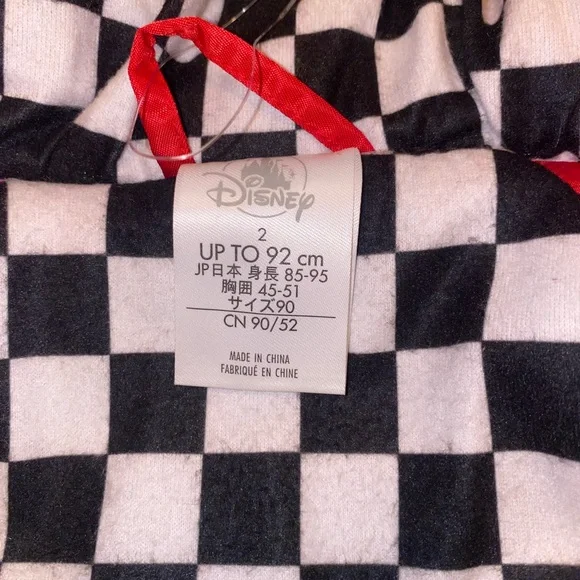 Disney
2
UP TO 92 cm
JP日本 身長 85-95
胸囲 45-51
サイズ90
CN 90/52
MADE IN CHINA
FABRIQUÉ EN CHINE